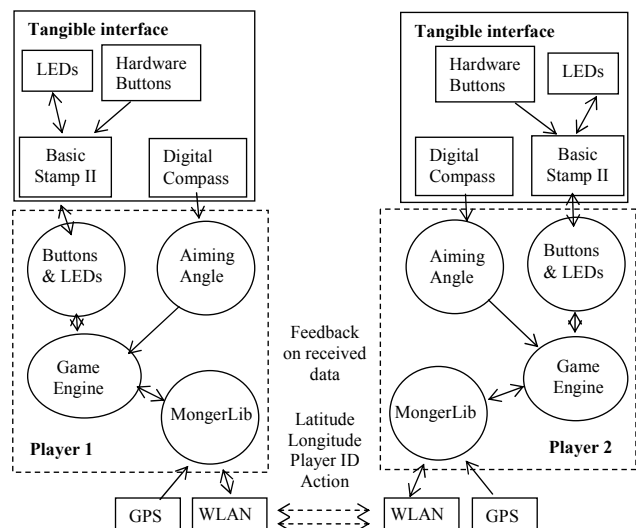 Tangible interface
LEDs
Hardware
Buttons
Basic
Stamp II
Digital
Compass
Buttons
& LEDs
Aiming
Angle
Game
Engine
MongerLib
Player 1
GPS
WLAN
Feedback
on received
data
Latitude
Longitude
Player ID
Action
Tangible interface
Hardware
Buttons
LEDs
Digital
Compass
Basic
Stamp II
Aiming
Angle
Buttons
& LEDs
Game
Engine
MongerLib
Player 2
WLAN
GPS